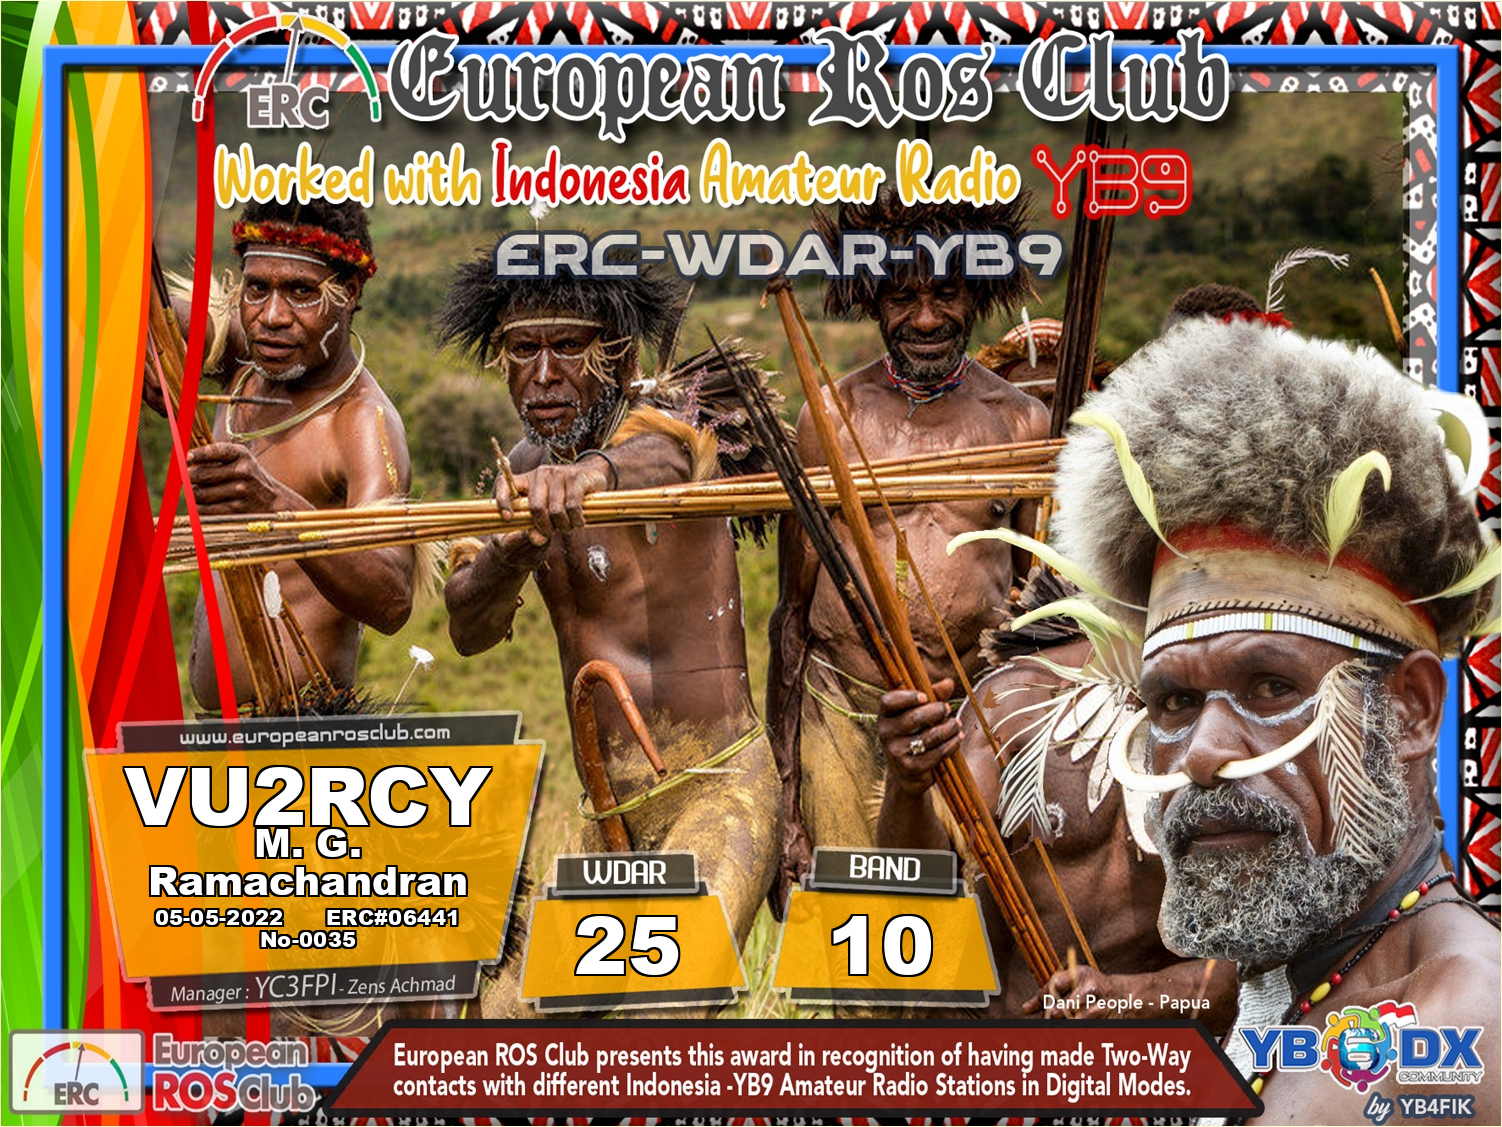 ERC
European Ros Club
Worked with Indonesia Amateur Radio YB9
ERC-WDAR-YB9
www.europeanrosclub.com
VU2RCY
M. G.
Ramachandran
05-05-2022 ERC#06441
No-0035
Manager : YC3FPI - Zens Achmad
WDAR
25
BAND
10
Dani People - Papua
ERC
European
ROSClub
European ROS Club presents this award in recognition of having made Two-Way
contacts with different Indonesia -YB9 Amateur Radio Stations in Digital Modes.
YB DX
COMMUNITY
by YB4FIK